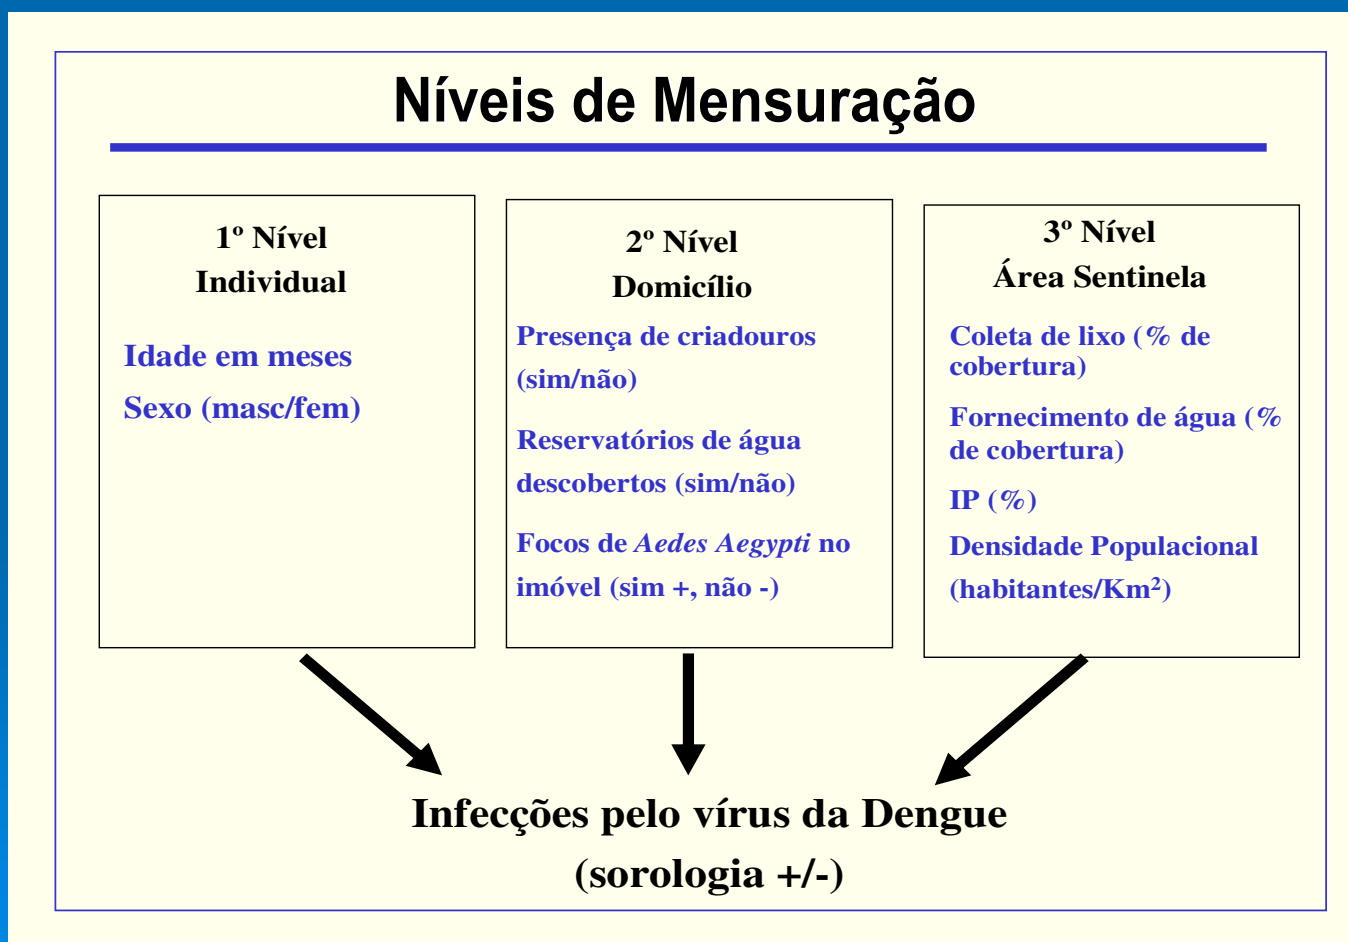 Níveis de Mensuração
1º Nível
Individual
Idade em meses
Sexo (masc/fem)
2º Nível
Domicílio
Presença de criadouros
(sim/não)
Reservatórios de água
descobertos (sim/não)
Focos de Aedes Aegypti no
imóvel (sim +, não -)
3º Nível
Área Sentinela
Coleta de lixo (% de
cobertura)
Fornecimento de água (%
de cobertura)
IP (%)
Densidade Populacional
(habitantes/Km²)
Infecções pelo vírus da Dengue
(sorologia +/-)